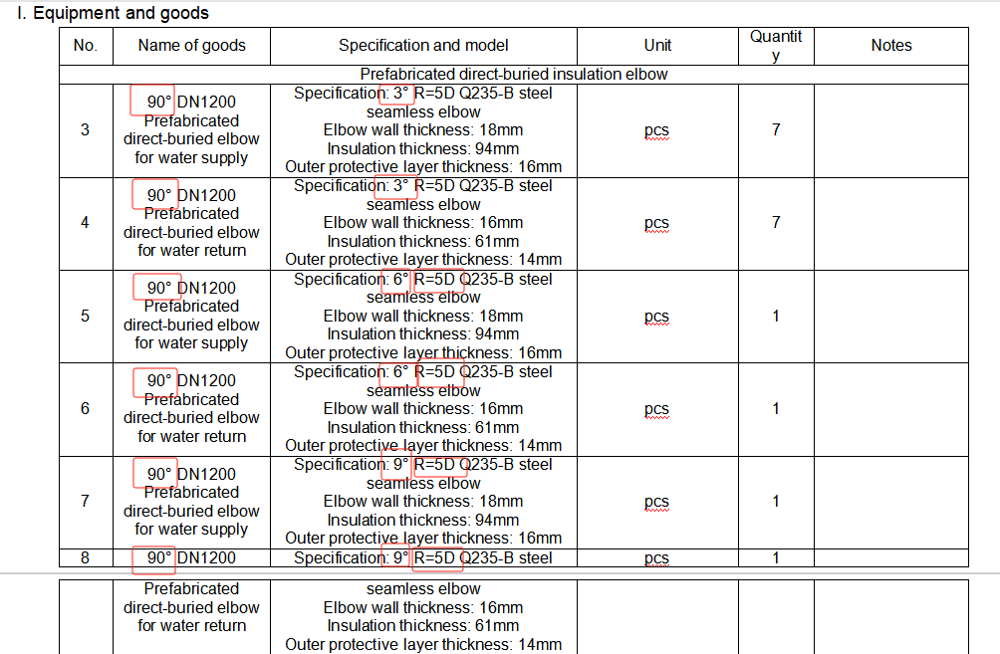 I. Equipment and goods
No. Name of goods Specification and model Unit Quantit Notes
y
Prefabricated direct-buried insulation elbow
3
90° DN1200
Prefabricated
direct-buried elbow
for water supply
Specification: 3° R=5D Q235-B steel
seamless elbow
Elbow wall thickness: 18mm
Insulation thickness: 94mm
Outer protective layer thickness: 16mm
pcs
7
4
90° DN1200
Prefabricated
direct-buried elbow
for water return
Specification: 3° R=5D Q235-B steel
seamless elbow
Elbow wall thickness: 16mm
Insulation thickness: 61mm
Outer protective layer thickness: 14mm
pcs
7
5
90° DN1200
Prefabricated
direct-buried elbow
for water supply
Specification: 6° R=5D Q235-B steel
seamless elbow
Elbow wall thickness: 18mm
Insulation thickness: 94mm
Outer protective layer thickness: 16mm
pcs
1
6
90° DN1200
Prefabricated
direct-buried elbow
for water return
Specification: 6° R=5D Q235-B steel
seamless elbow
Elbow wall thickness: 16mm
Insulation thickness: 61mm
Outer protective layer thickness: 14mm
pcs
1
7
90° DN1200
Prefabricated
direct-buried elbow
for water supply
Specification: 9° R=5D Q235-B steel
seamless elbow
Elbow wall thickness: 18mm
Insulation thickness: 94mm
Outer protective layer thickness: 16mm
pcs
1
8
90° DN1200
Specification: 9° R=5D Q235-B steel
pcs
1
Prefabricated
direct-buried elbow
for water return
seamless elbow
Elbow wall thickness: 16mm
Insulation thickness: 61mm
Outer protective layer thickness: 14mm